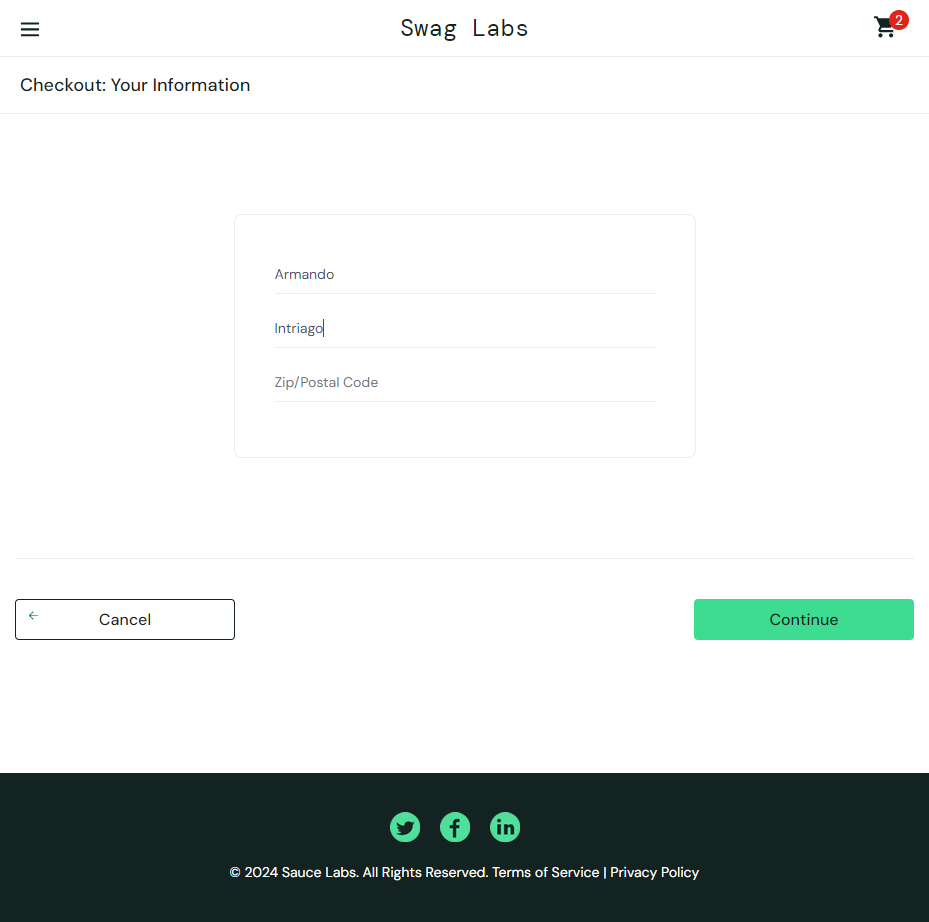 Swag Labs
2
Checkout: Your Information
Armando
Intriago
Zip/Postal Code
Cancel
Continue
© 2024 Sauce Labs. All Rights Reserved. Terms of Service | Privacy Policy